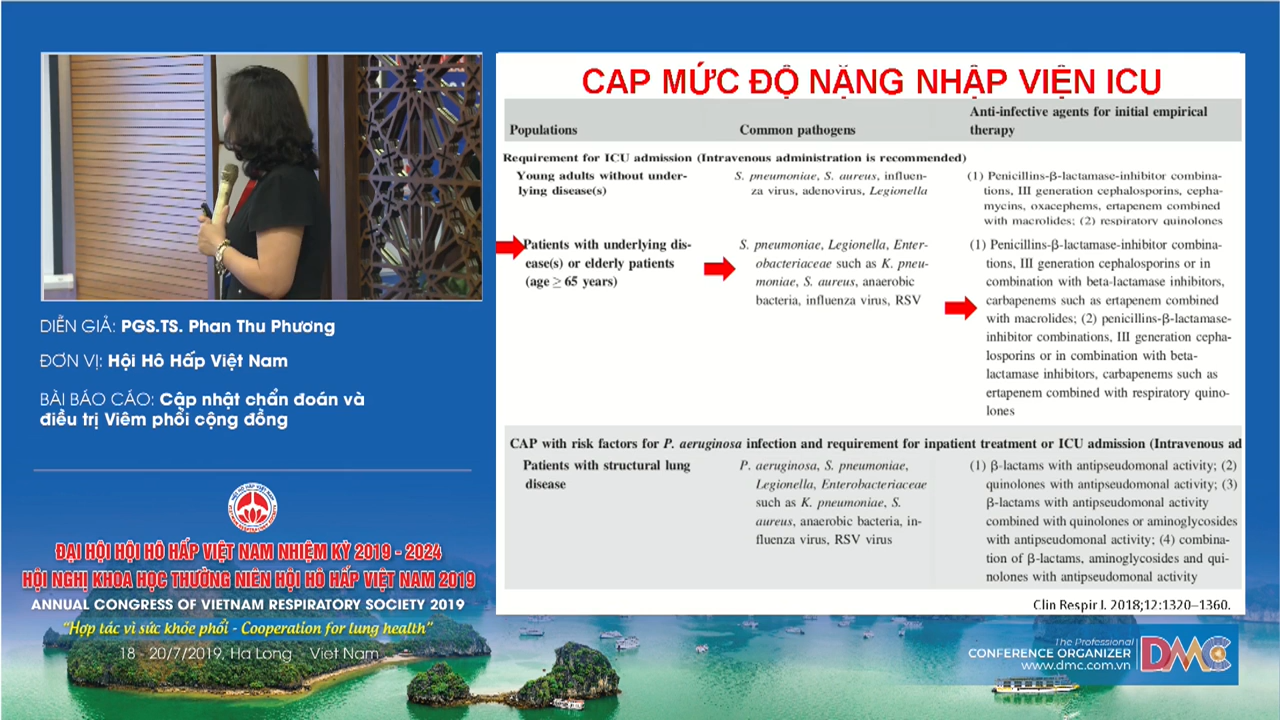 CAP MỨC ĐỘ NẶNG NHẬP VIỆN ICU
Populations
Common pathogens
Anti-infective agents for initial empirical
therapy
Requirement for ICU admission (Intravenous administration is recommended)
Young adults without under-
lying disease(s)
S. pneumoniae, S. aureus, influen-
za virus, adenovirus, Legionella
(1) Penicillins-β-lactamase-inhibitor combina-
tions, III generation cephalosporins, cepha-
mycins, oxacephems, ertapenem combined
with macrolides; (2) respiratory quinolones
Patients with underlying dis-
ease(s) or elderly patients
(age ≥ 65 years)
S. pneumoniae, Legionella, Enter-
obacteriaceae such as K. pneu-
moniae, S. aureus, anaerobic
bacteria, influenza virus, RSV
(1) Penicillins-β-lactamase-inhibitor combina-
tions, III generation cephalosporins or in
combination with beta-lactamase inhibitors,
carbapenems such as ertapenem combined
with macrolides; (2) penicillins-β-lactamase-
inhibitor combinations, III generation cepha-
losporins or in combination with beta-
lactamase inhibitors, carbapenems such as
ertapenem combined with respiratory quino-
lones
CAP with risk factors for P. aeruginosa infection and requirement for inpatient treatment or ICU admission (Intravenous ad
Patients with structural lung
disease
P. aeruginosa, S. pneumoniae,
Legionella, Enterobacteriaceae
such as K. pneumoniae, S.
aureus, anaerobic bacteria, in-
fluenza virus, RSV virus
(1) β-lactams with antipseudomonal activity; (2)
quinolones with antipseudomonal activity; (3)
β-lactams with antipseudomonal activity
combined with quinolones or aminoglycosides
with antipseudomonal activity; (4) combina-
tion of β-lactams, aminoglycosides and qui-
nolones with antipseudomonal activity
Clin Respir J. 2018;12:1320–1360.
DIỄN GIẢ: PGS.TS. Phan Thu Phương
ĐƠN VỊ: Hội Hô Hấp Việt Nam
BÀI BÁO CÁO: Cập nhật chẩn đoán và
điều trị Viêm phổi cộng đồng
ĐẠI HỘI HỘI HÔ HẤP VIỆT NAM NHIỆM KỲ 2019 - 2024
HỘI NGHỊ KHOA HỌC THƯỜNG NIÊN HỘI HÔ HẤP VIỆT NAM 2019
ANNUAL CONGRESS OF VIETNAM RESPIRATORY SOCIETY 2019
"Hợp tác vì sức khỏe phổi - Cooperation for lung health"
18 - 20/7/2019, Ha Long Viet Nam
The Professional
CONFERENCE ORGANIZER
www.dmc.com.vn
DMC